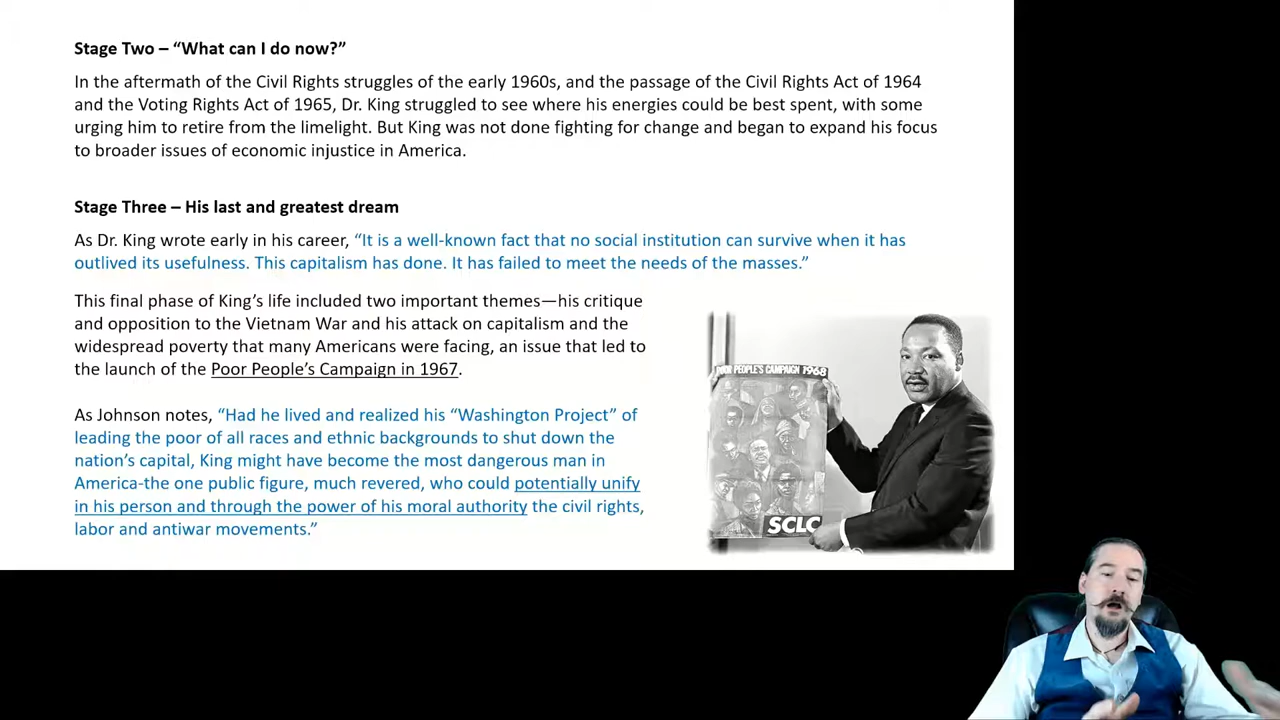 Stage Two – “What can I do now?”
In the aftermath of the Civil Rights struggles of the early 1960s, and the passage of the Civil Rights Act of 1964
and the Voting Rights Act of 1965, Dr. King struggled to see where his energies could be best spent, with some
urging him to retire from the limelight. But King was not done fighting for change and began to expand his focus
to broader issues of economic injustice in America.
Stage Three – His last and greatest dream
As Dr. King wrote early in his career, “It is a well-known fact that no social institution can survive when it has
outlived its usefulness. This capitalism has done. It has failed to meet the needs of the masses.”
This final phase of King’s life included two important themes—his critique
and opposition to the Vietnam War and his attack on capitalism and the
widespread poverty that many Americans were facing, an issue that led to
the launch of the Poor People’s Campaign in 1967.
As Johnson notes, “Had he lived and realized his “Washington Project” of
leading the poor of all races and ethnic backgrounds to shut down the
nation’s capital, King might have become the most dangerous man in
America-the one public figure, much revered, who could potentially unify
in his person and through the power of his moral authority the civil rights,
labor and antiwar movements.”
POOR PEOPLE'S CAMPAIGN 1968
SCLC